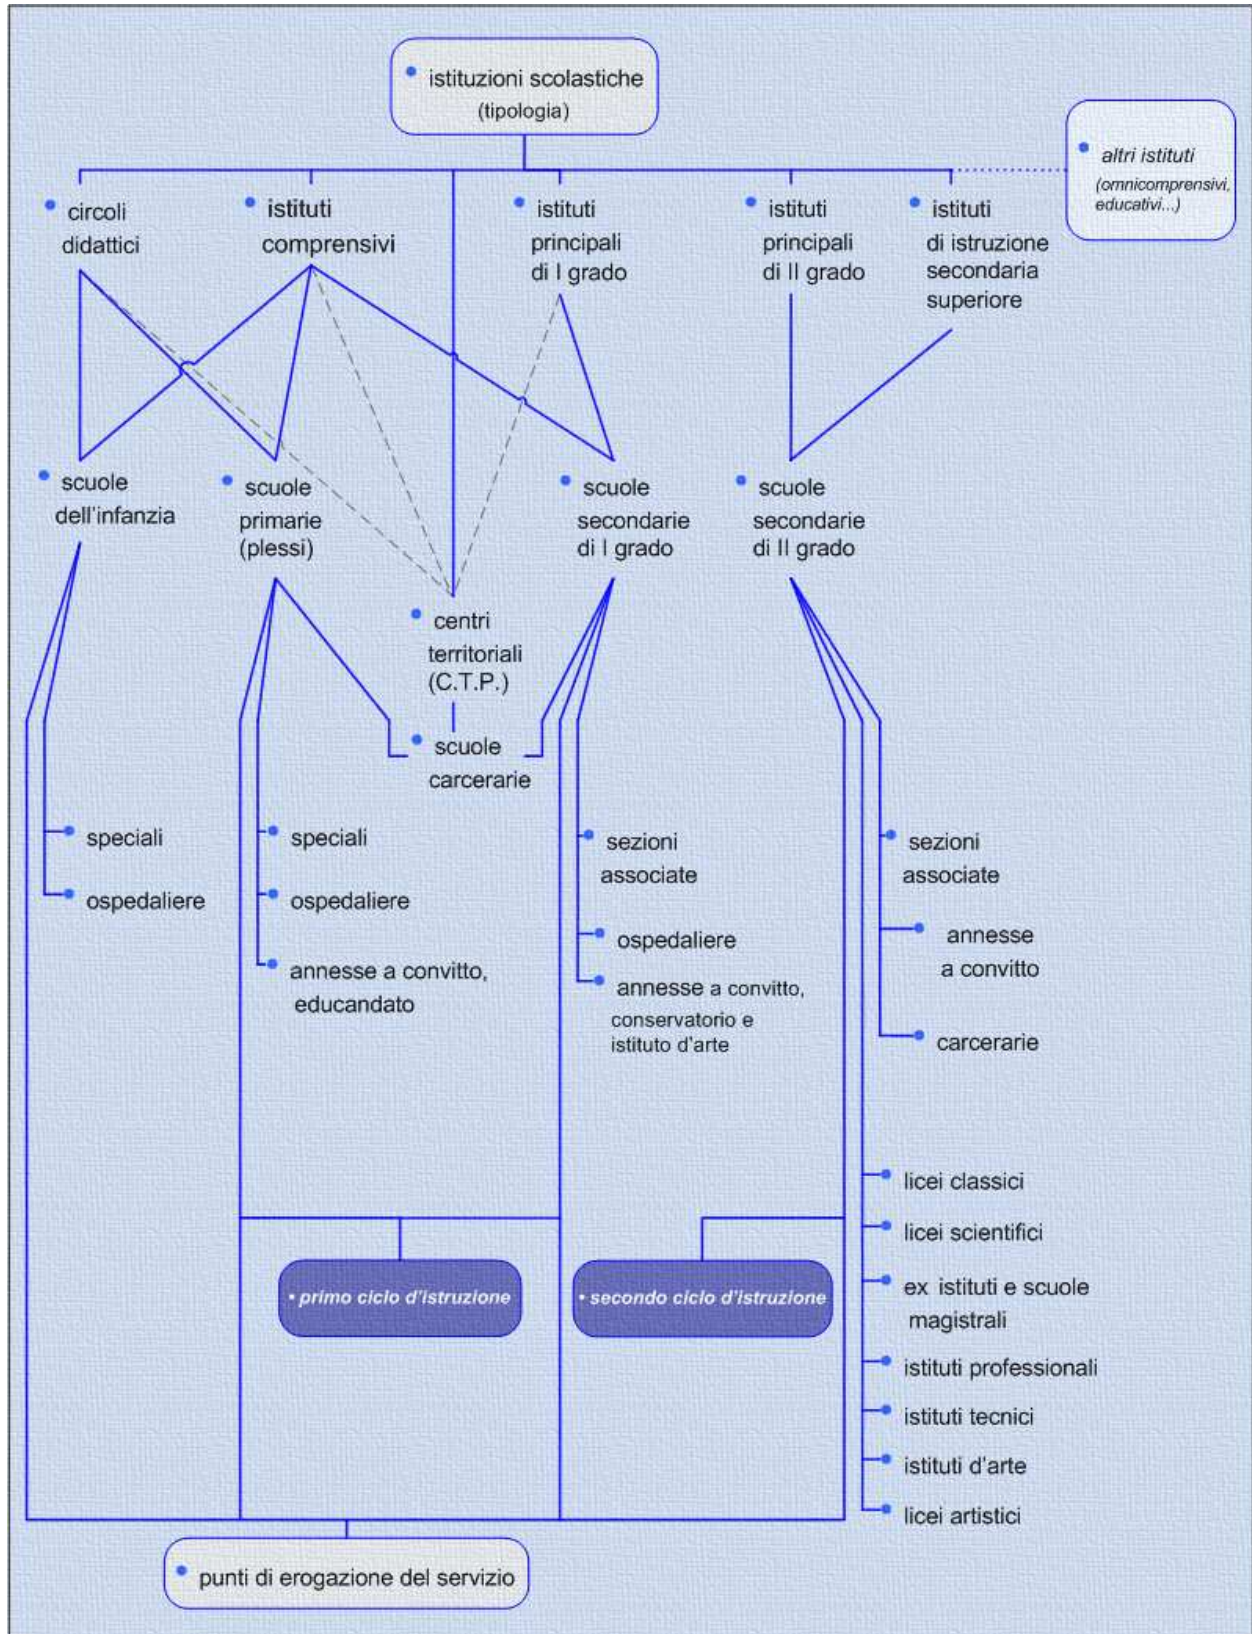 istituzioni scolastiche
(tipologia)
altri istituti
(omnicomprensivi,
educativi...)
circoli
didattici
istituti
comprensivi
istituti
principali
di I grado
istituti
principali
di II grado
istituti
di istruzione
secondaria
superiore
scuole
dell'infanzia
scuole
primarie
(plessi)
scuole
secondarie
di I grado
scuole
secondarie
di II grado
centri
territoriali
(C.T.P.)
scuole
carcerarie
speciali
ospedaliere
speciali
ospedaliere
annesse a convitto,
educandato
sezioni
associate
ospedaliere
annesse a convitto,
conservatorio e
istituto d'arte
sezioni
associate
annesse
a convitto
carcerarie
licei classici
licei scientifici
ex istituti e scuole
magistrali
istituti professionali
istituti tecnici
istituti d'arte
licei artistici
• primo ciclo d'istruzione
• secondo ciclo d'istruzione
punti di erogazione del servizio